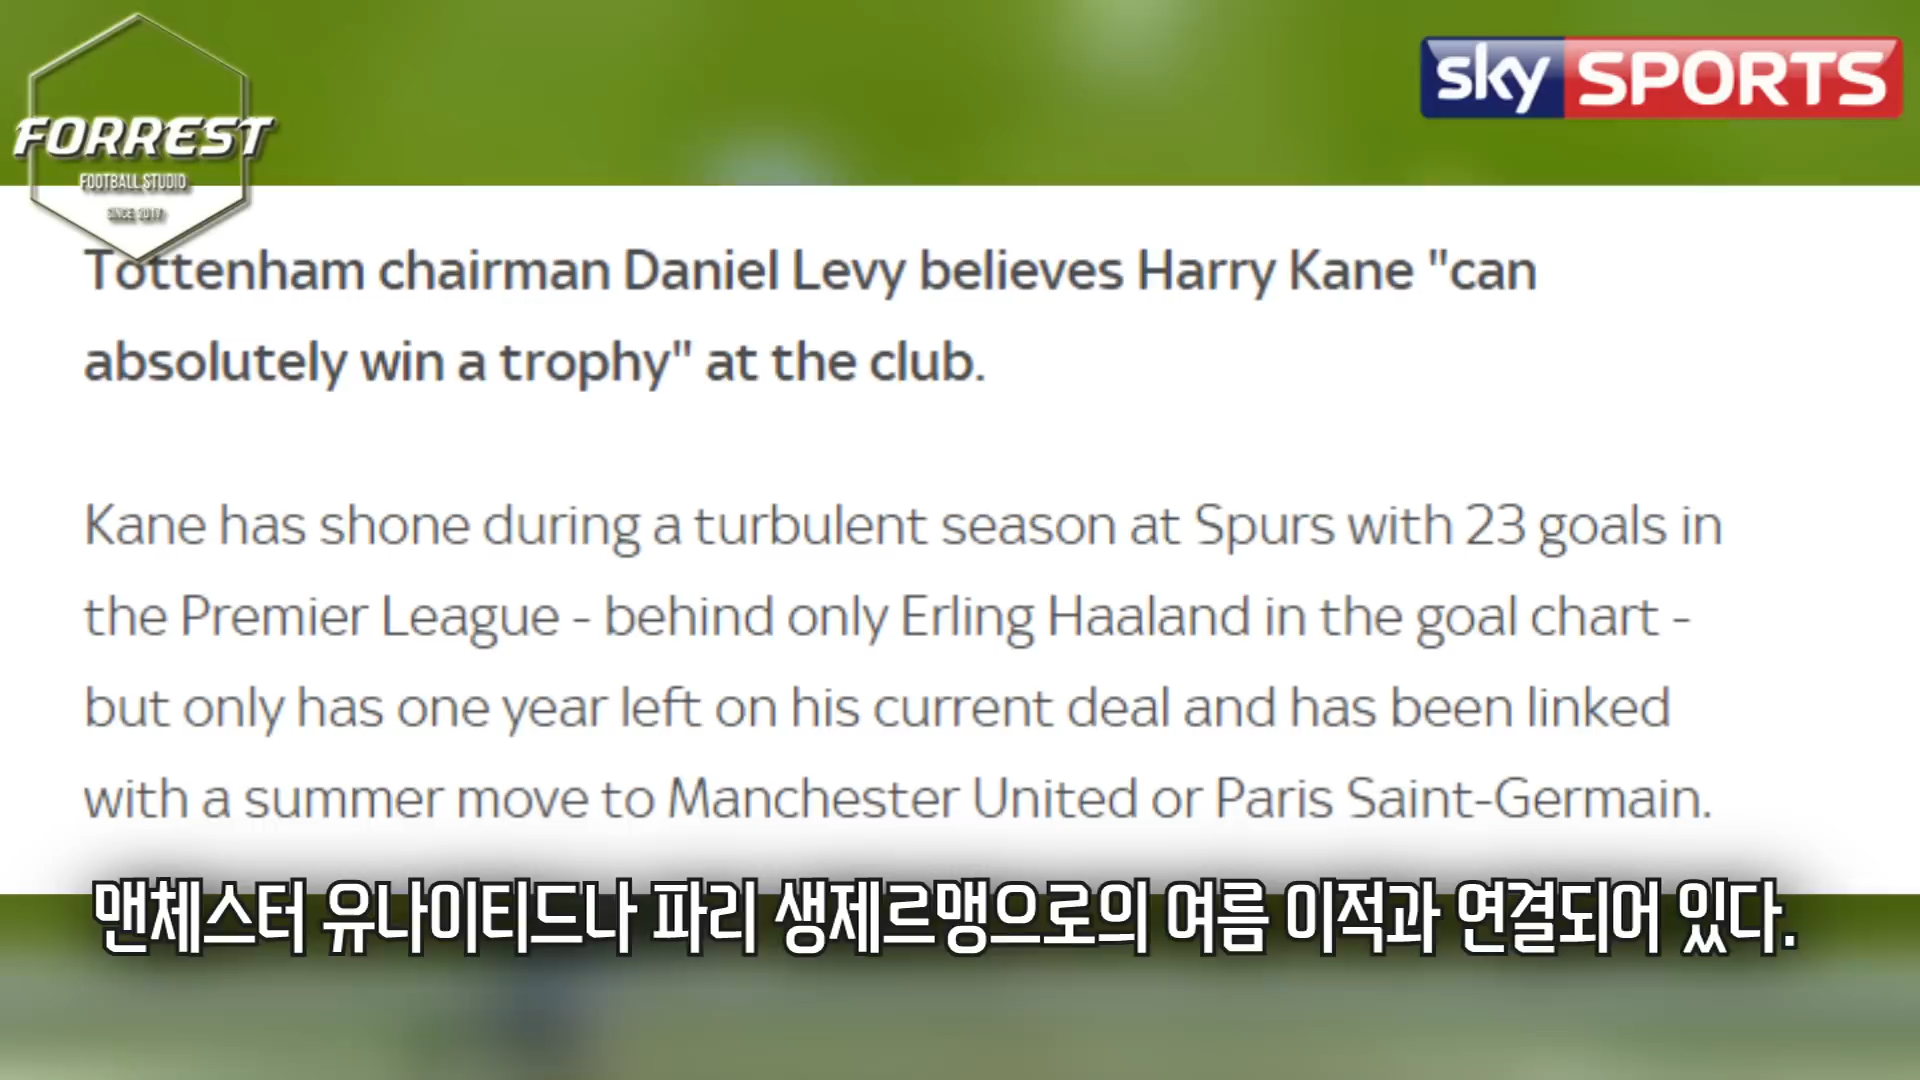 FORREST
FOOTBALL STUDIO
SINCE 2017
sky SPORTS
Tottenham chairman Daniel Levy believes Harry Kane "can
absolutely win a trophy" at the club.
Kane has shone during a turbulent season at Spurs with 23 goals in
the Premier League - behind only Erling Haaland in the goal chart -
but only has one year left on his current deal and has been linked
with a summer move to Manchester United or Paris Saint-Germain.
맨체스터 유나이티드나 파리 생제르맹으로의 여름 이적과 연결되어 있다.